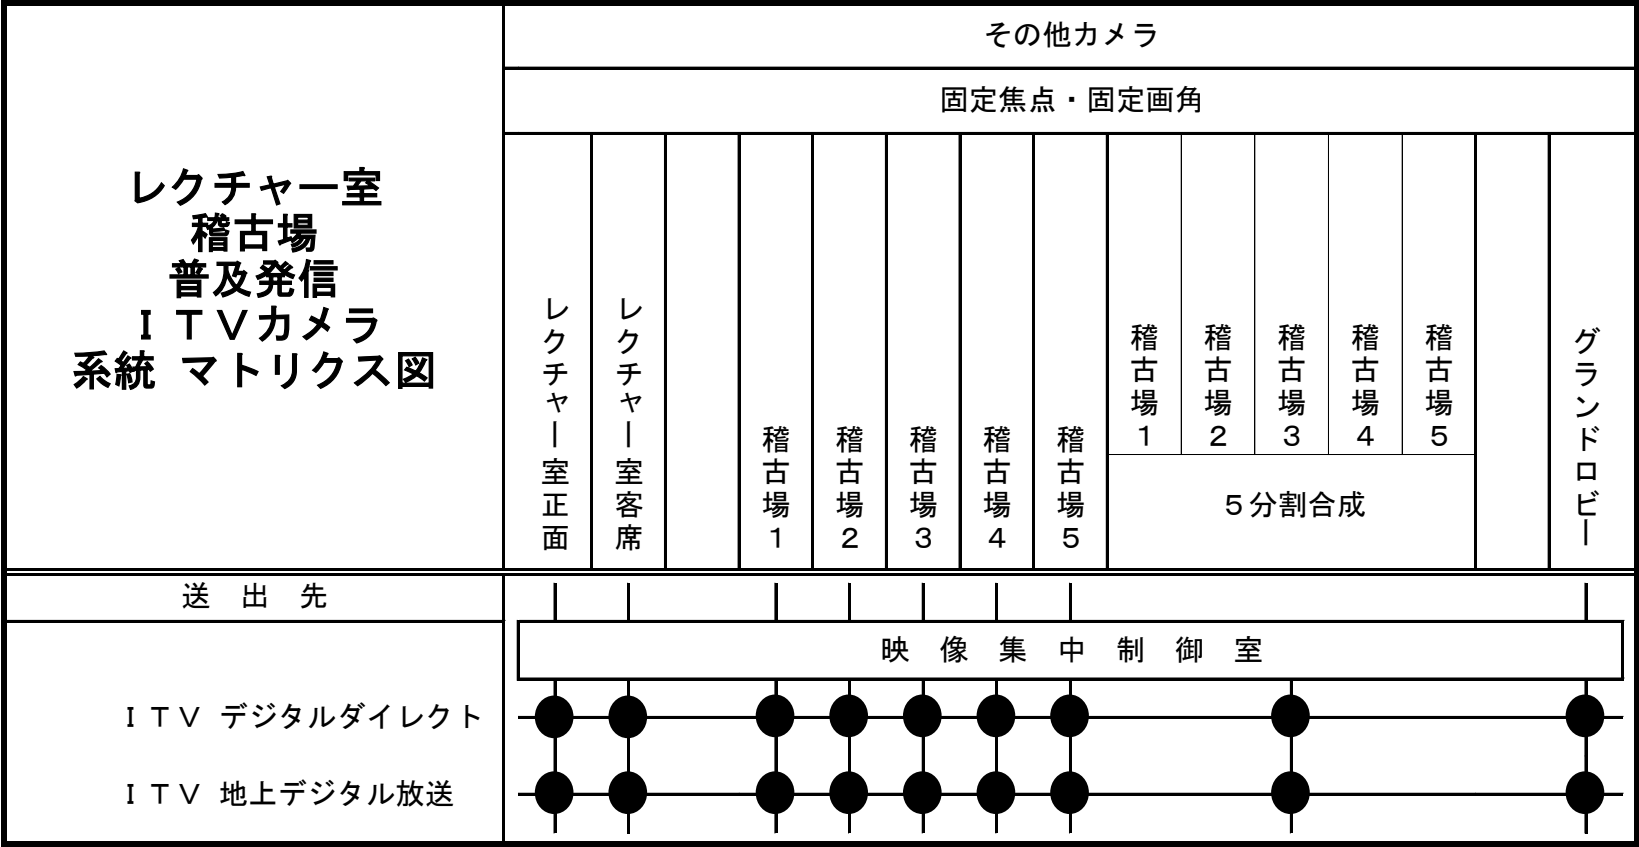 レクチャー室
稽古場
普及発信
ＩＴＶカメラ
系統 マトリクス図
その他カメラ
固定焦点・固定画角
レクチャー室正面
レクチャー室客席
稽古場１
稽古場２
稽古場３
稽古場４
稽古場５
稽古場１
稽古場２
稽古場３
稽古場４
稽古場５
５分割合成
グランドロビー
送　出　先
映　像　集　中　制　御　室
ＩＴＶ デジタルダイレクト
ＩＴＶ 地上デジタル放送